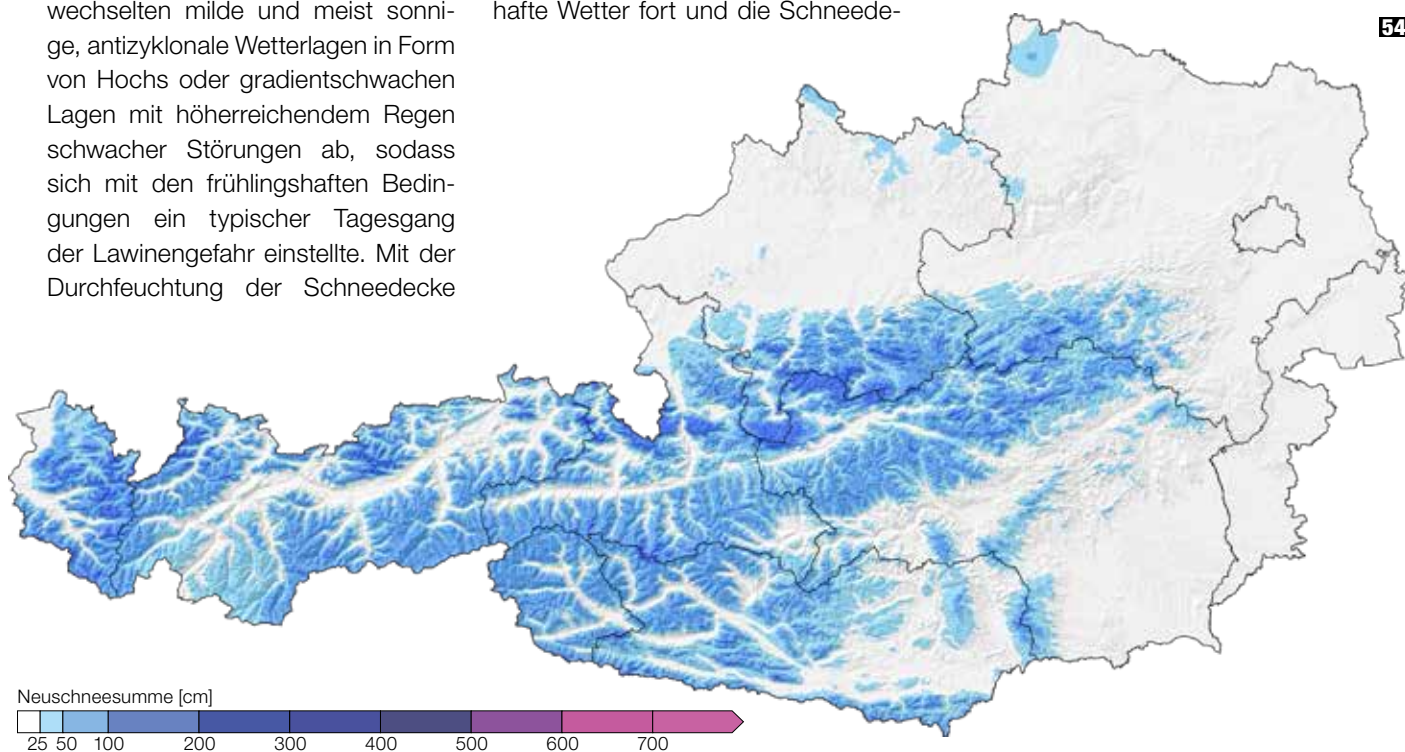 wechselten milde und meist sonni-
ge, antizyklonale Wetterlagen in Form
von Hochs oder gradientschwachen
Lagen mit höherreichendem Regen
schwacher Störungen ab, sodass
sich mit den frühlingshaften Bedin-
gungen ein typischer Tagesgang
der Lawinengefahr einstellte. Mit der
Durchfeuchtung der Schneedecke
hafte Wetter fort und die Schneede-
54
Neuschneesumme [cm]
25 50 100 200 300 400 500 600 700